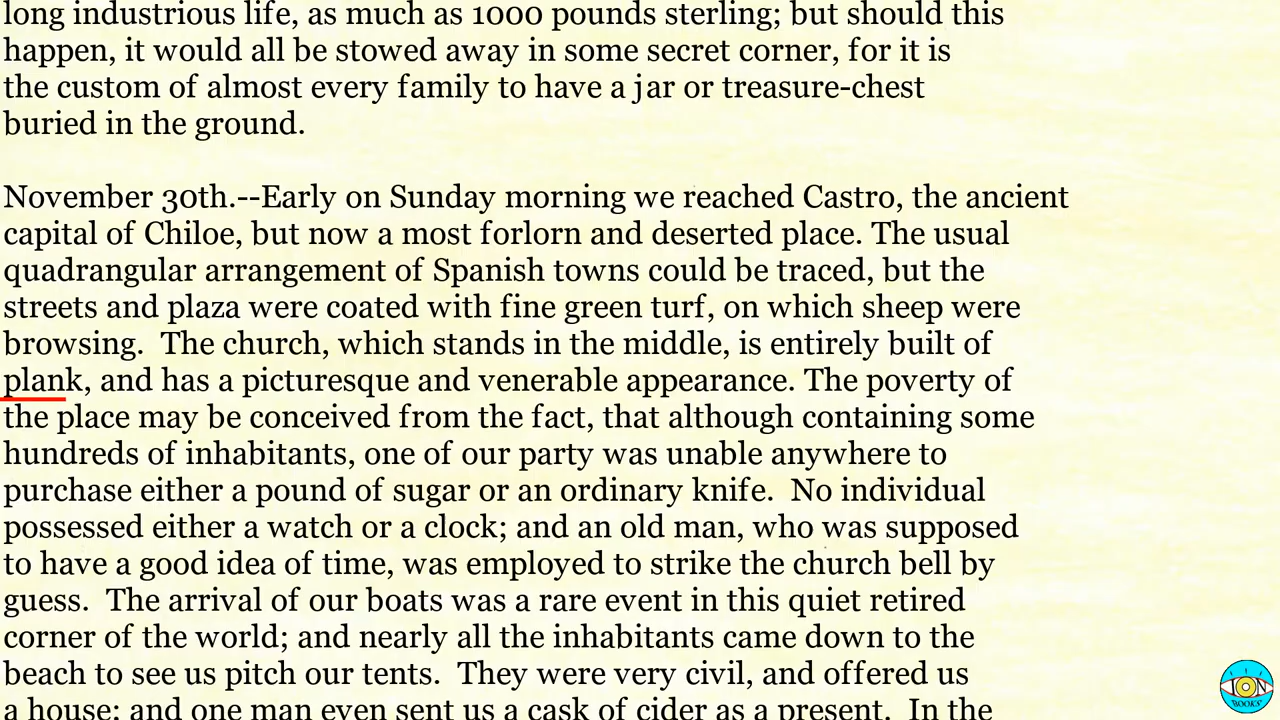 long industrious life, as much as 1000 pounds sterling; but should this
happen, it would all be stowed away in some secret corner, for it is
the custom of almost every family to have a jar or treasure-chest
buried in the ground.
November 30th.--Early on Sunday morning we reached Castro, the ancient
capital of Chiloe, but now a most forlorn and deserted place. The usual
quadrangular arrangement of Spanish towns could be traced, but the
streets and plaza were coated with fine green turf, on which sheep were
browsing.  The church, which stands in the middle, is entirely built of
plank, and has a picturesque and venerable appearance. The poverty of
the place may be conceived from the fact, that although containing some
hundreds of inhabitants, one of our party was unable anywhere to
purchase either a pound of sugar or an ordinary knife.  No individual
possessed either a watch or a clock; and an old man, who was supposed
to have a good idea of time, was employed to strike the church bell by
guess.  The arrival of our boats was a rare event in this quiet retired
corner of the world; and nearly all the inhabitants came down to the
beach to see us pitch our tents.  They were very civil, and offered us
a house; and one man even sent us a cask of cider as a present.  In the
ION
BOOKS